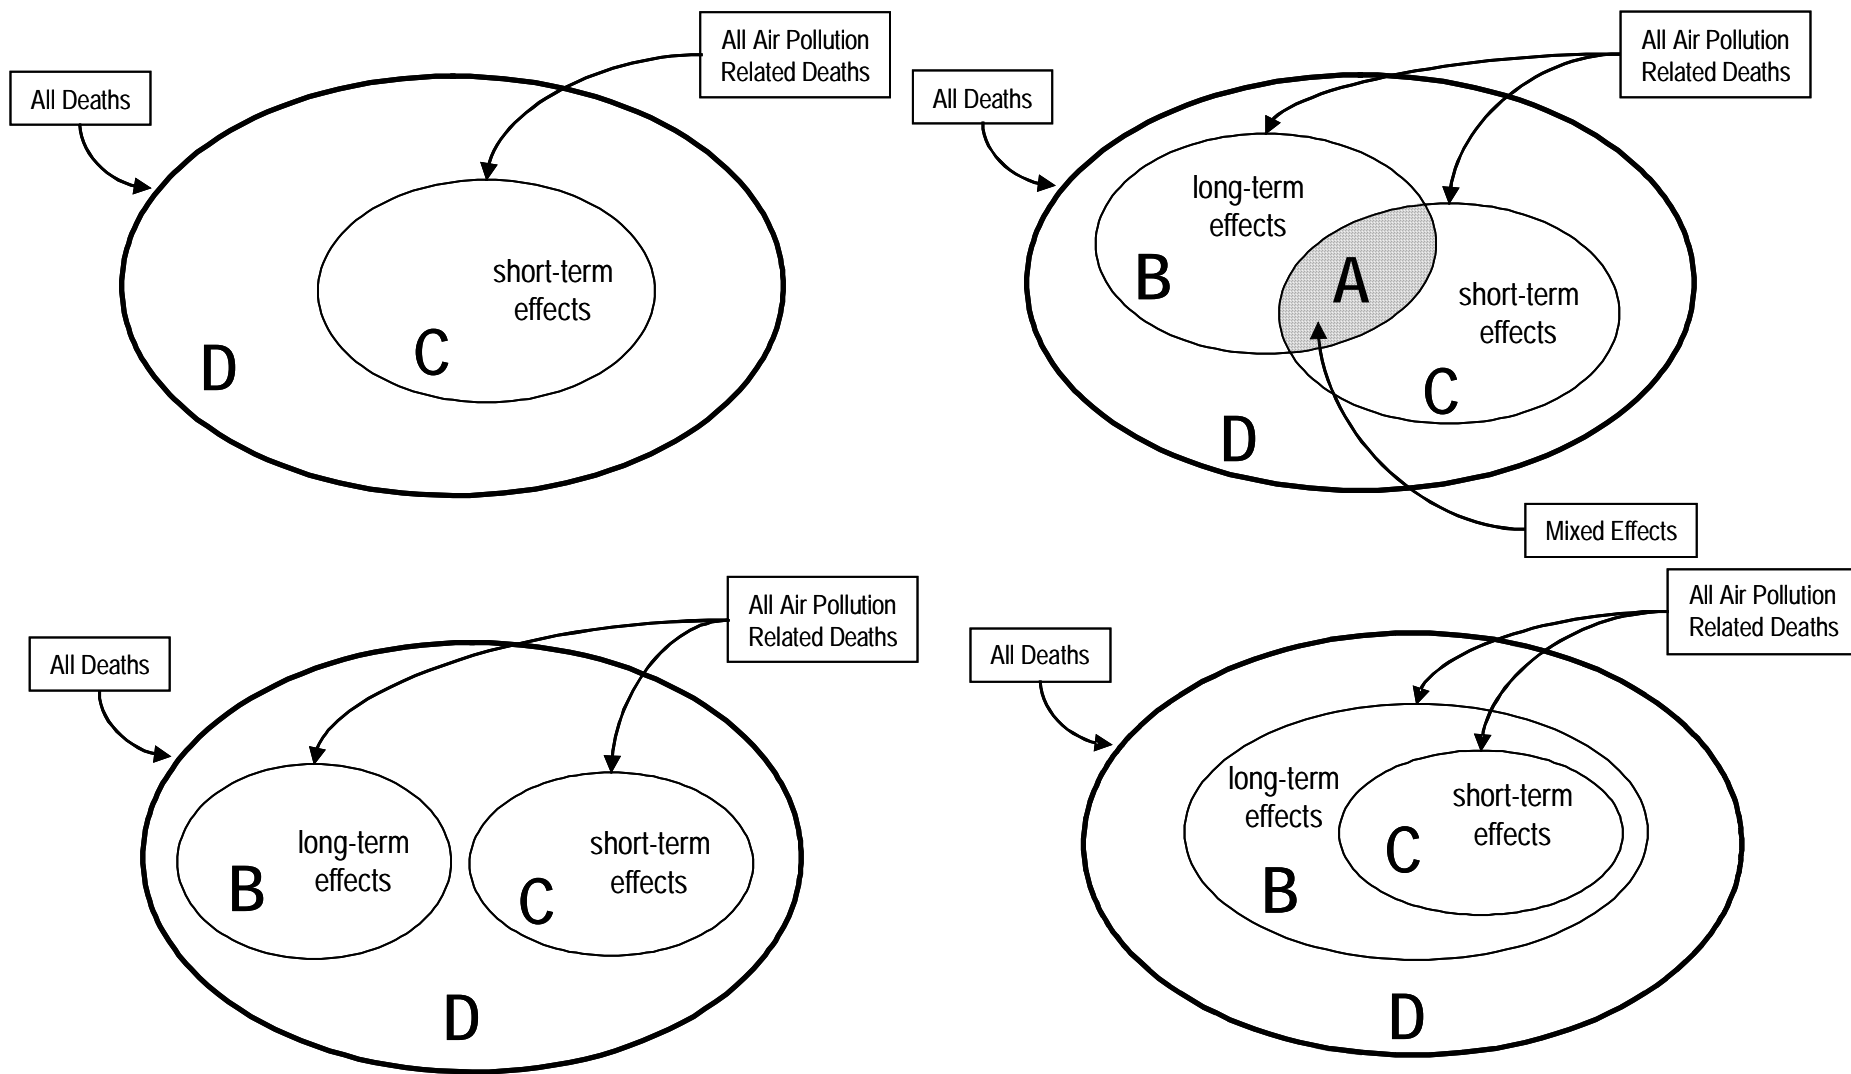 All Air Pollution
Related Deaths
All Deaths
short-term
effects
C
D
All Air Pollution
Related Deaths
All Deaths
long-term
effects
B
A
short-term
effects
C
D
Mixed Effects
All Air Pollution
Related Deaths
All Deaths
long-term
effects
B
short-term
effects
C
D
All Air Pollution
Related Deaths
All Deaths
long-term
effects
short-term
effects
C
B
D